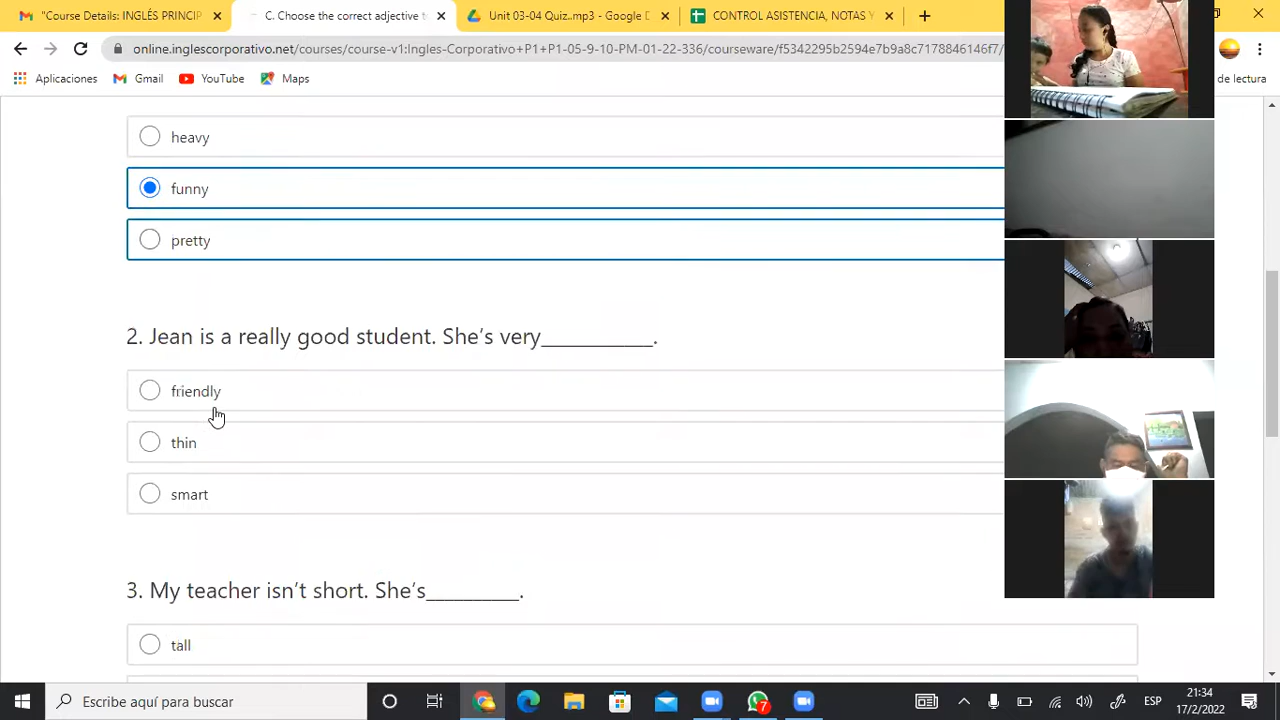 "Course Details: INGLÉS PRINCIP
C. Choose the correct adjective to
Unit 03-04 Quiz..mp3 - Google D
CONTROL ASISTENCIA, NOTAS Y
online.inglescorporativo.net/courses/course-v1:Ingles-Corporativo+P1+P1-05-9-10-PM-01-22-336/courseware/f5342295b2594e7b9a8c7178846146f7/
Aplicaciones
Gmail
YouTube
Maps
de lectura
heavy
funny
pretty
2. Jean is a really good student. She's very___________.
friendly
thin
smart
3. My teacher isn't short. She's_________.
tall
Escribe aquí para buscar
7
ESP
21:34
17/2/2022